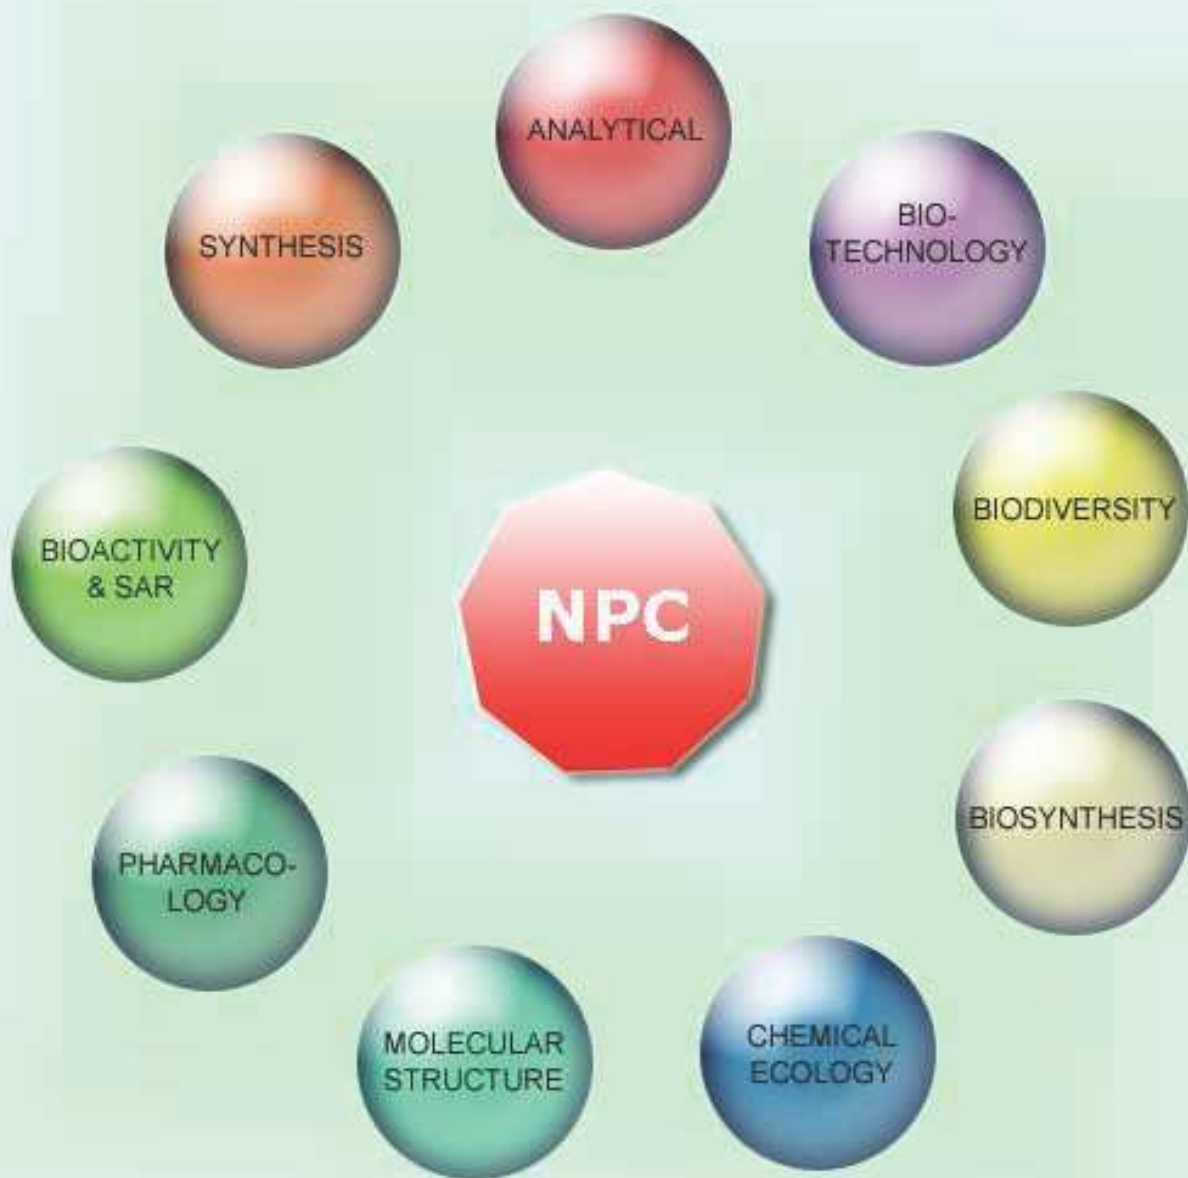 ANALYTICAL
BIO-
TECHNOLOGY
SYNTHESIS
BIODIVERSITY
BIOACTIVITY
& SAR
NPC
BIOSYNTHESIS
PHARMACO-
LOGY
MOLECULAR
STRUCTURE
CHEMICAL
ECOLOGY